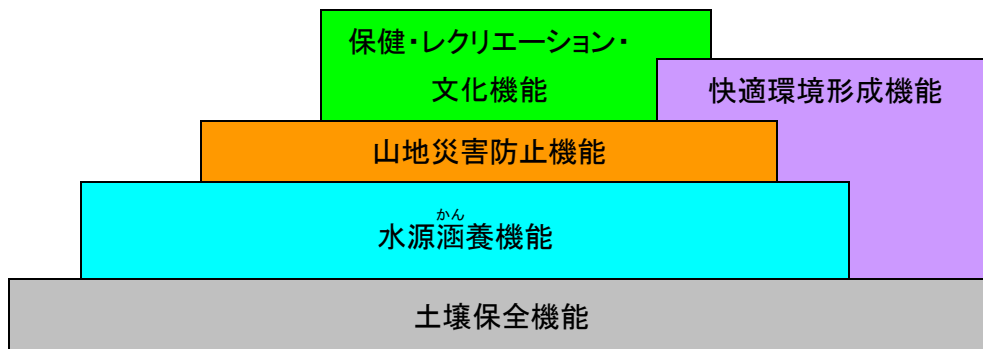 保健・レクリエーション・
文化機能
快適環境形成機能
山地災害防止機能
かん
水源涵養機能
土壌保全機能